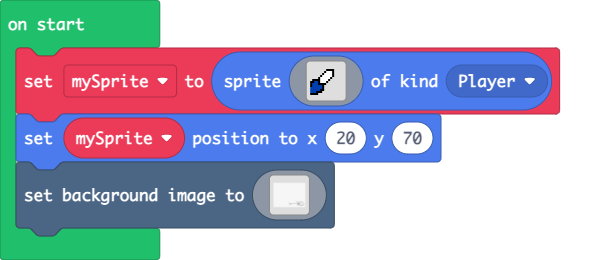 on start
set mySprite to sprite of kind Player
set mySprite position to x 20 y 70
set background image to